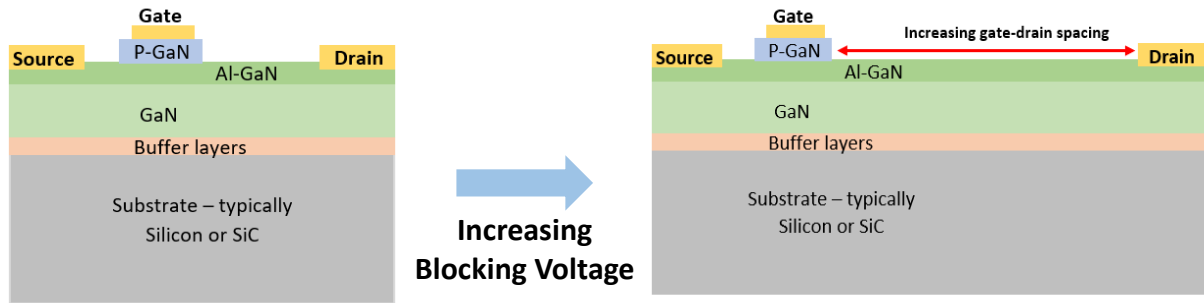 Gate
P-GaN
Source
Drain
Al-GaN
GaN
Buffer layers
Substrate – typically
Silicon or SiC
Increasing
Blocking Voltage
Gate
Increasing gate-drain spacing
P-GaN
Source
Drain
Al-GaN
GaN
Buffer layers
Substrate – typically
Silicon or SiC